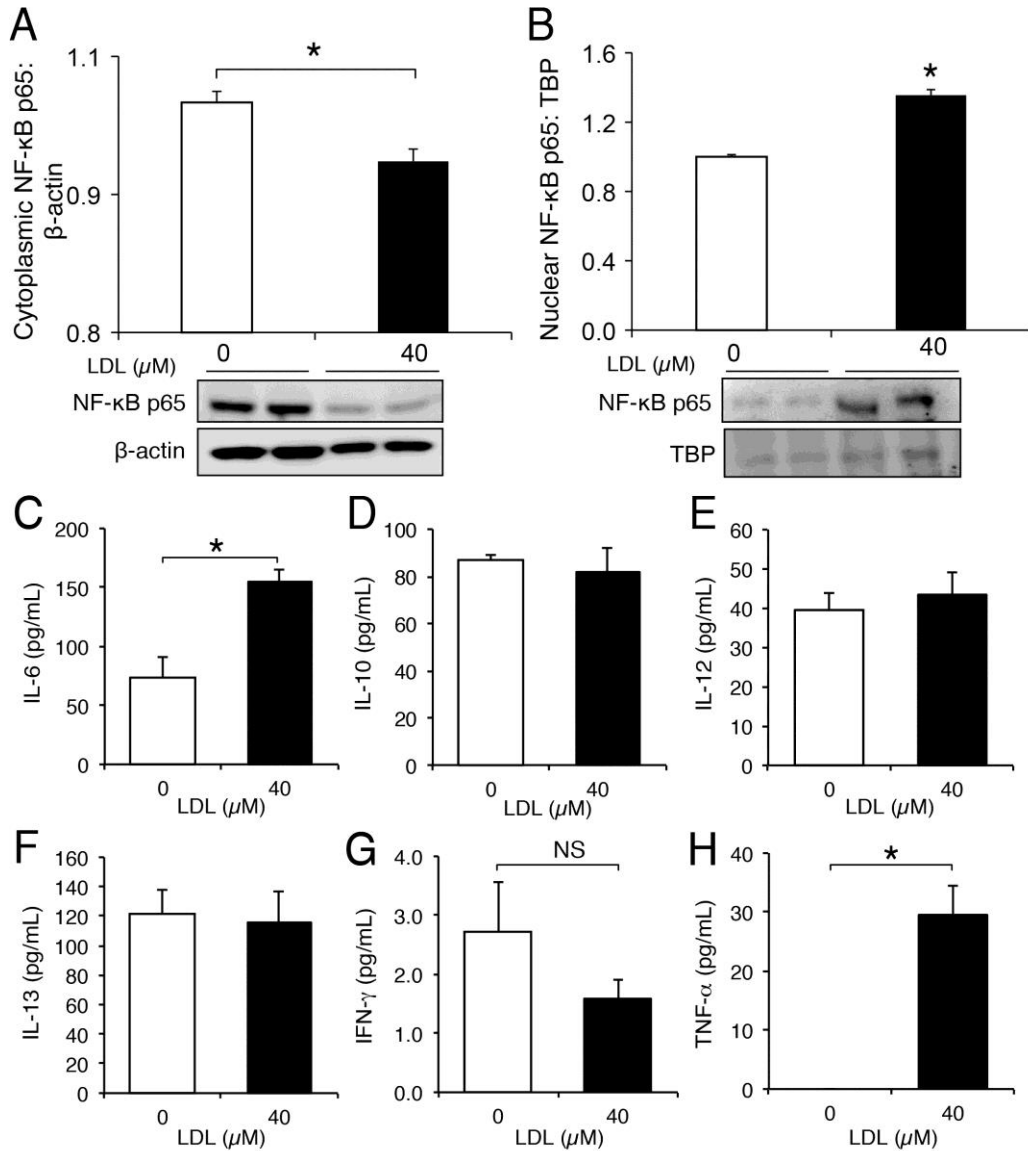 A
Cytoplasmic NF-κB p65:
β-actin
1.1
0.9
0.8
*
0
40
LDL (µM)
NF-κB p65
β-actin
B
Nuclear NF-κB p65: TBP
1.6
1.2
0.8
0.4
0.0
*
0
40
LDL (µM)
NF-κB p65
TBP
C
IL-6 (pg/mL)
200
150
100
50
0
*
0
40
LDL (µM)
D
IL-10 (pg/mL)
100
80
60
40
20
0
0
40
LDL (µM)
E
IL-12 (pg/mL)
60
50
40
30
20
10
0
0
40
LDL (µM)
F
IL-13 (pg/mL)
160
140
120
100
80
60
40
20
0
0
40
LDL (µM)
G
IFN-γ (pg/mL)
4.0
3.0
2.0
1.0
0.0
NS
0
40
LDL (µM)
H
TNF-α (pg/mL)
40
30
20
10
0
*
0
40
LDL (µM)